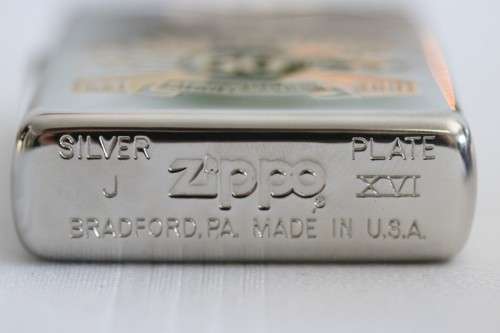 SILVER PLATE
J Zippo® XVI
BRADFORD, PA. MADE IN U.S.A.